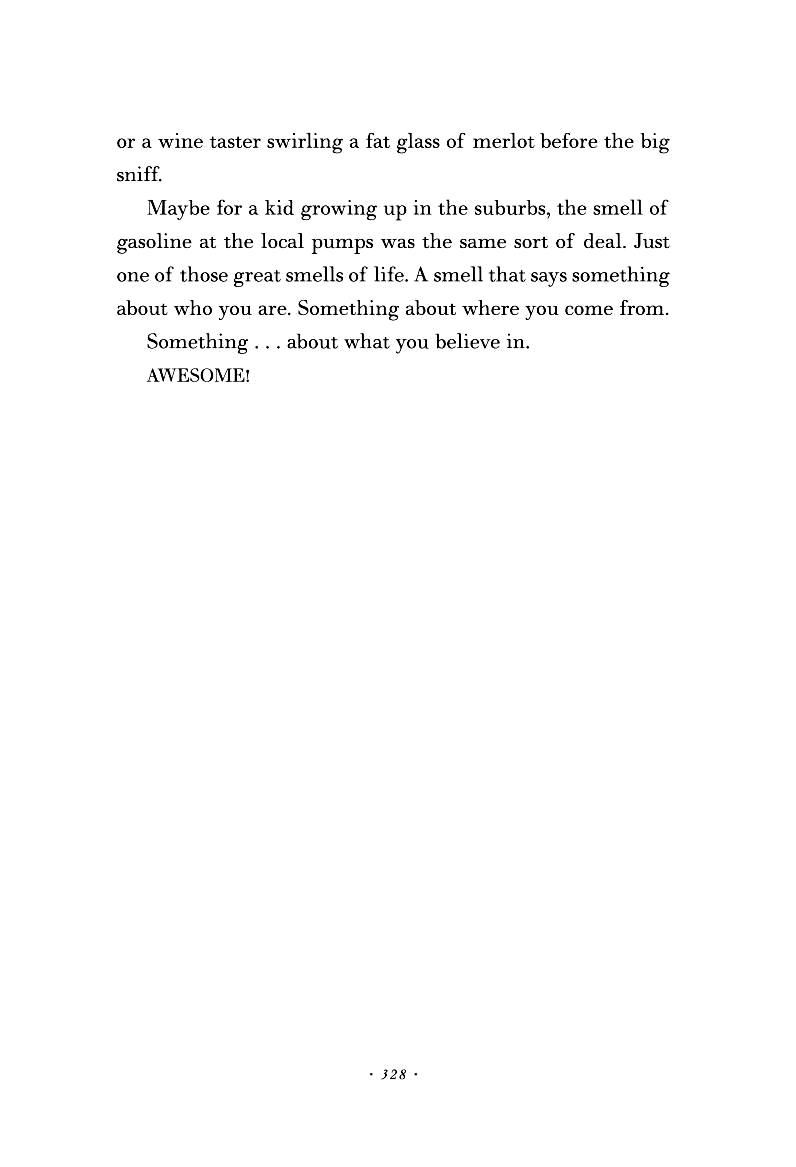 or a wine taster swirling a fat glass of merlot before the big
sniff.
Maybe for a kid growing up in the suburbs, the smell of
gasoline at the local pumps was the same sort of deal. Just
one of those great smells of life. A smell that says something
about who you are. Something about where you come from.
Something . . . about what you believe in.
AWESOME!
· 328 ·